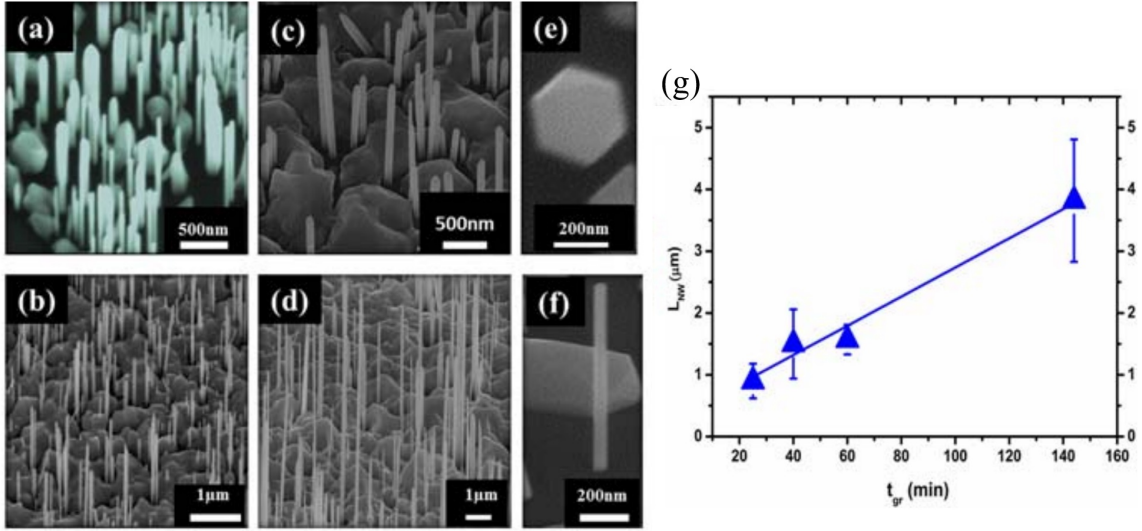 (a)
500nm
(c)
500nm
(e)
200nm
(b)
1μm
(d)
1μm
(f)
200nm
(g)
L_NW (μm)
5
4
3
2
1
0
5
4
3
2
1
0
20 40 60 80 100 120 140 160
t_gr (min)